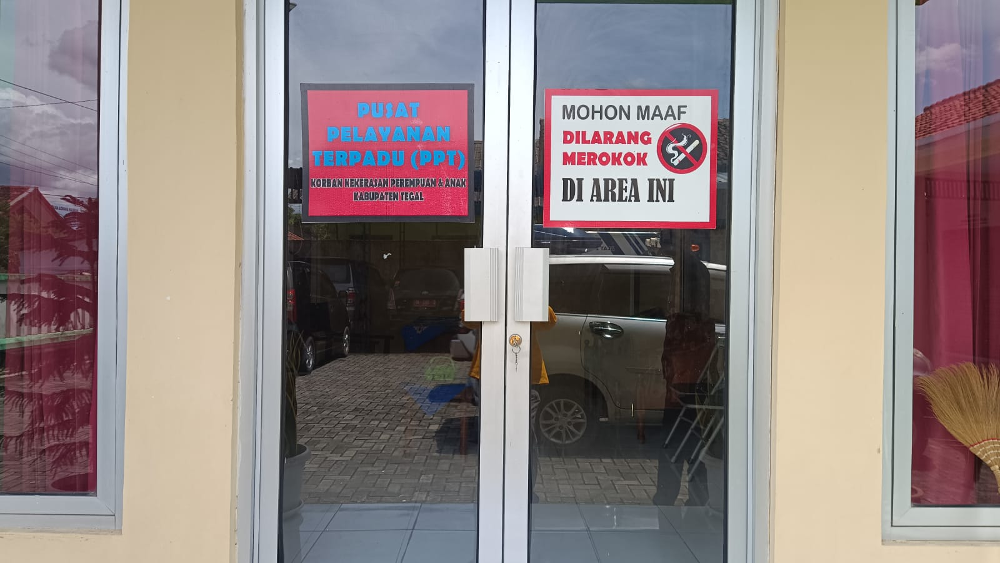 PUSAT
PELAYANAN
TERPADU (PPT)
KORBAN KEKERASAN PEREMPUAN & ANAK
KABUPATEN TEGAL
MOHON MAAF
DILARANG
MEROKOK
DI AREA INI